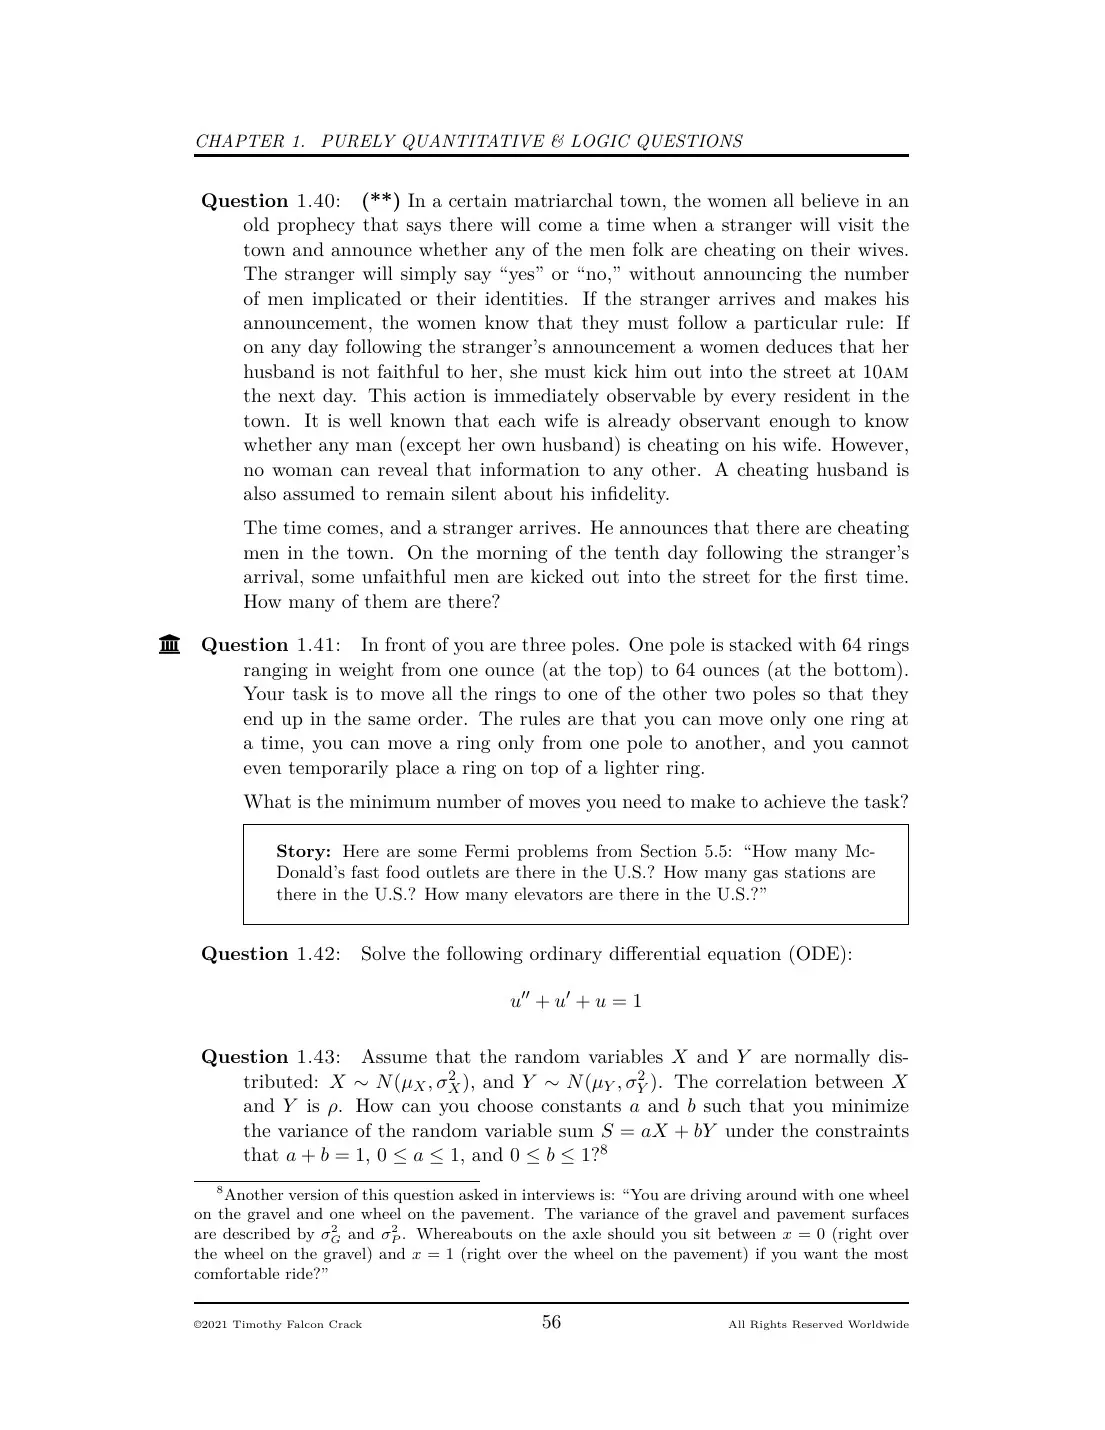 CHAPTER 1. PURELY QUANTITATIVE & LOGIC QUESTIONS
Question 1.40: (**) In a certain matriarchal town, the women all believe in an
old prophecy that says there will come a time when a stranger will visit the
town and announce whether any of the men folk are cheating on their wives.
The stranger will simply say “yes” or “no,” without announcing the number
of men implicated or their identities. If the stranger arrives and makes his
announcement, the women know that they must follow a particular rule: If
on any day following the stranger’s announcement a women deduces that her
husband is not faithful to her, she must kick him out into the street at 10AM
the next day. This action is immediately observable by every resident in the
town. It is well known that each wife is already observant enough to know
whether any man (except her own husband) is cheating on his wife. However,
no woman can reveal that information to any other. A cheating husband is
also assumed to remain silent about his infidelity.
The time comes, and a stranger arrives. He announces that there are cheating
men in the town. On the morning of the tenth day following the stranger’s
arrival, some unfaithful men are kicked out into the street for the first time.
How many of them are there?
Question 1.41: In front of you are three poles. One pole is stacked with 64 rings
ranging in weight from one ounce (at the top) to 64 ounces (at the bottom).
Your task is to move all the rings to one of the other two poles so that they
end up in the same order. The rules are that you can move only one ring at
a time, you can move a ring only from one pole to another, and you cannot
even temporarily place a ring on top of a lighter ring.
What is the minimum number of moves you need to make to achieve the task?
Story: Here are some Fermi problems from Section 5.5: “How many Mc-
Donald’s fast food outlets are there in the U.S.? How many gas stations are
there in the U.S.? How many elevators are there in the U.S.?”
Question 1.42: Solve the following ordinary differential equation (ODE):
u′′ + u′ + u = 1
Question 1.43: Assume that the random variables X and Y are normally dis-
tributed: X ∼ N(μ_X, σ²_X), and Y ∼ N(μ_Y, σ²_Y). The correlation between X
and Y is ρ. How can you choose constants a and b such that you minimize
the variance of the random variable sum S = aX + bY under the constraints
that a + b = 1, 0 ≤ a ≤ 1, and 0 ≤ b ≤ 1?⁸
⁸Another version of this question asked in interviews is: “You are driving around with one wheel
on the gravel and one wheel on the pavement. The variance of the gravel and pavement surfaces
are described by σ²_G and σ²_P. Whereabouts on the axle should you sit between x = 0 (right over
the wheel on the gravel) and x = 1 (right over the wheel on the pavement) if you want the most
comfortable ride?”
©2021 Timothy Falcon Crack 56 All Rights Reserved Worldwide